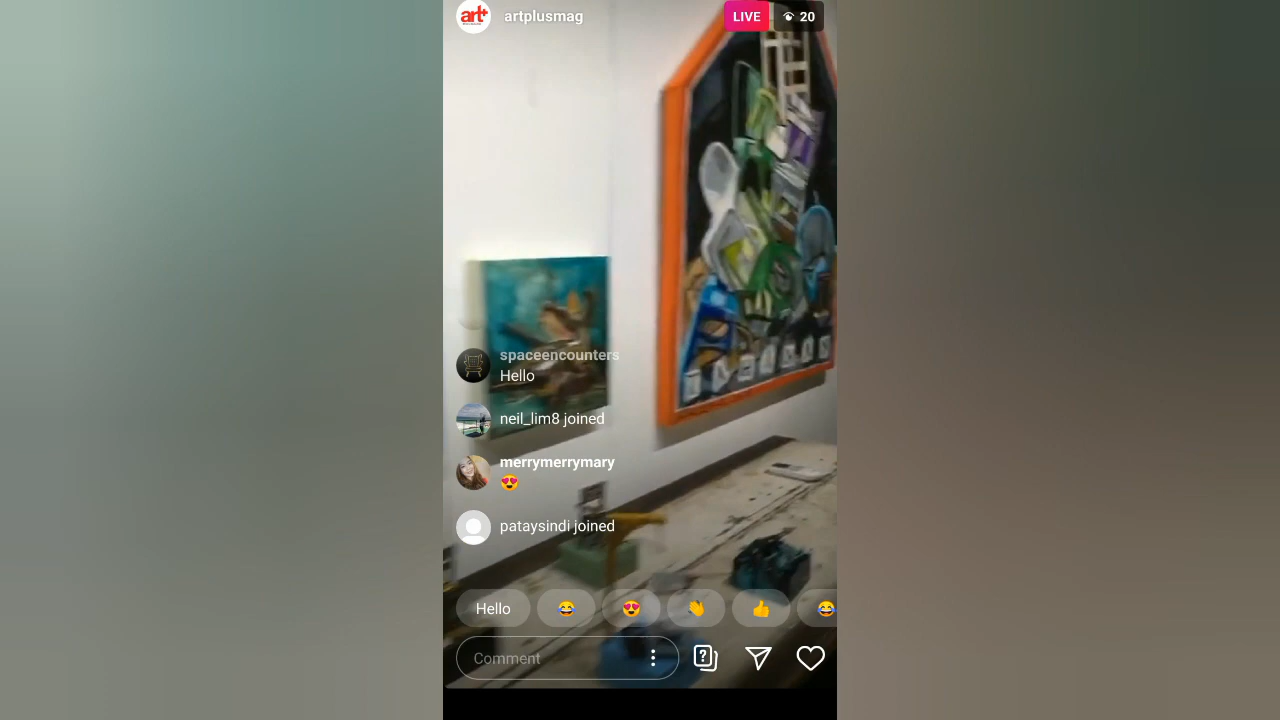 art+
artplusmag
LIVE
20
spaceencounters
Hello
neil_lim8 joined
merrymerrymary
😍
pataysindi joined
Hello 😂 😍 👏 👍 😂
Comment